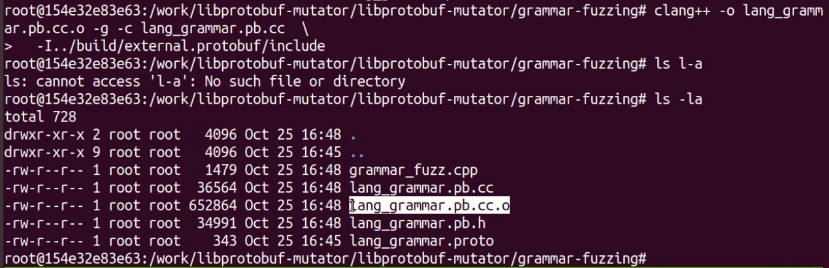 root@154e32e83e63:/work/libprotobuf-mutator/libprotobuf-mutator/grammar-fuzzing# clang++ -o lang_gramm
ar.pb.cc.o -g -c lang_grammar.pb.cc  \
>   -I../build/external.protobuf/include
root@154e32e83e63:/work/libprotobuf-mutator/libprotobuf-mutator/grammar-fuzzing# ls l-a
ls: cannot access 'l-a': No such file or directory
root@154e32e83e63:/work/libprotobuf-mutator/libprotobuf-mutator/grammar-fuzzing# ls -la
total 728
drwxr-xr-x 2 root root   4096 Oct 25 16:48 .
drwxr-xr-x 9 root root   4096 Oct 25 16:45 ..
-rw-r--r-- 1 root root   1479 Oct 25 16:48 grammar_fuzz.cpp
-rw-r--r-- 1 root root  36564 Oct 25 16:48 lang_grammar.pb.cc
-rw-r--r-- 1 root root 652864 Oct 25 16:48 lang_grammar.pb.cc.o
-rw-r--r-- 1 root root  34991 Oct 25 16:48 lang_grammar.pb.h
-rw-r--r-- 1 root root    343 Oct 25 16:45 lang_grammar.proto
root@154e32e83e63:/work/libprotobuf-mutator/libprotobuf-mutator/grammar-fuzzing#